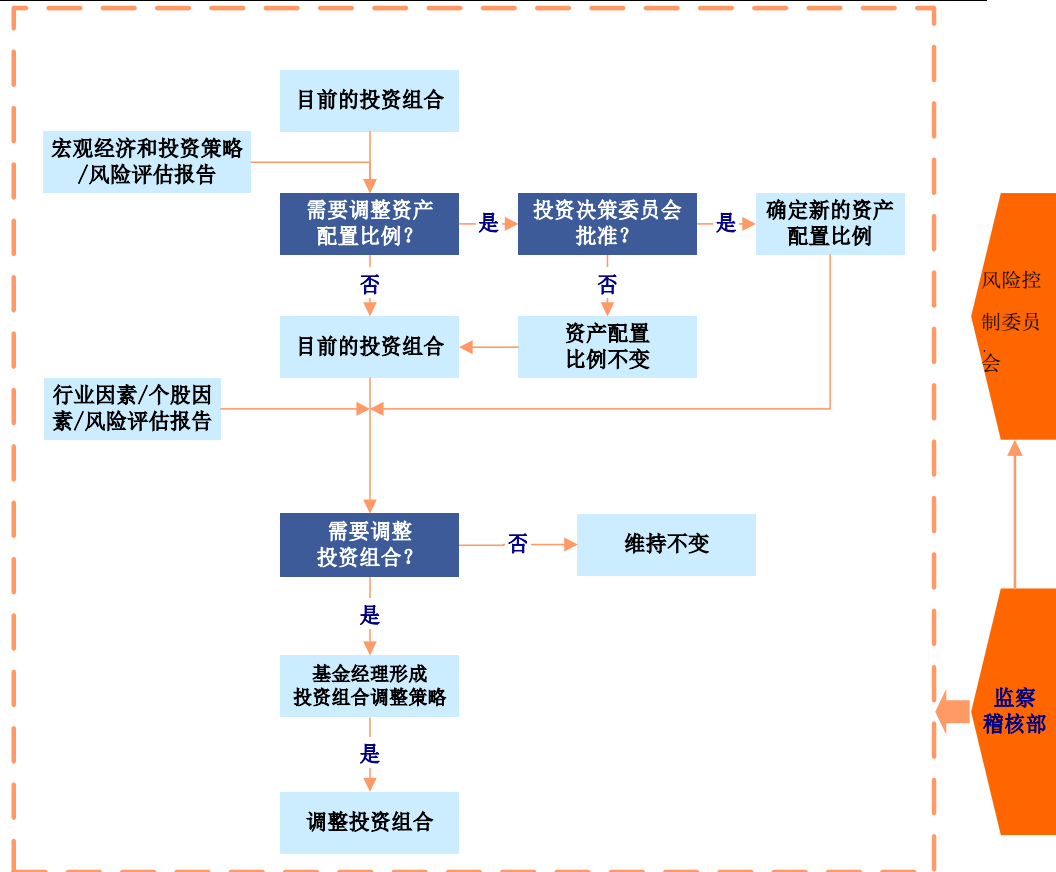 目前的投资组合
宏观经济和投资策略
/风险评估报告
需要调整资产
配置比例？
是
投资决策委员会
批准？
是
确定新的资产
配置比例
否
否
目前的投资组合
资产配置
比例不变
行业因素/个股因
素/风险评估报告
需要调整
投资组合？
否
维持不变
是
基金经理形成
投资组合调整策略
是
调整投资组合
风险控
制委员
会
监察
稽核部